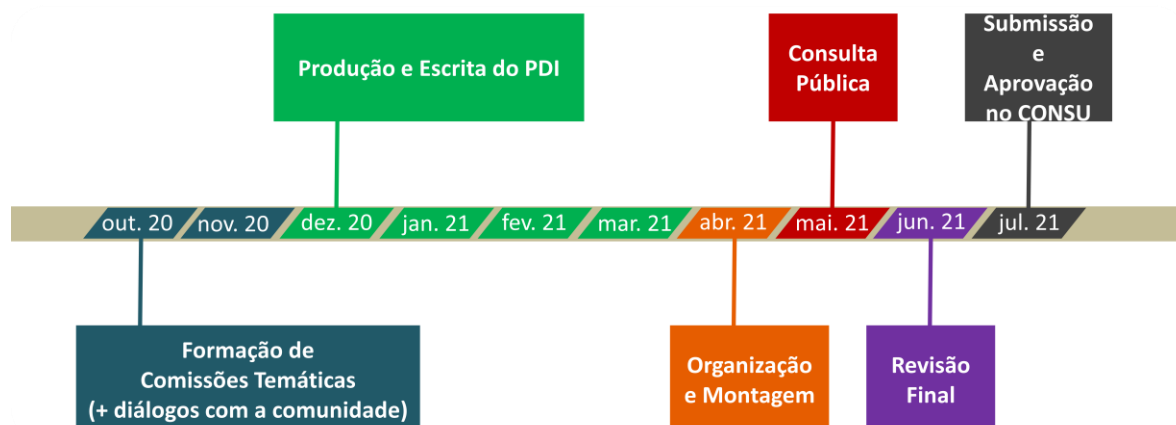 Produção e Escrita do PDI
Consulta
Pública
Submissão
e
Aprovação
no CONSU
out. 20
nov. 20
dez. 20
jan. 21
fev. 21
mar. 21
abr. 21
mai. 21
jun. 21
jul. 21
Formação de
Comissões Temáticas
(+ diálogos com a comunidade)
Organização
e Montagem
Revisão
Final